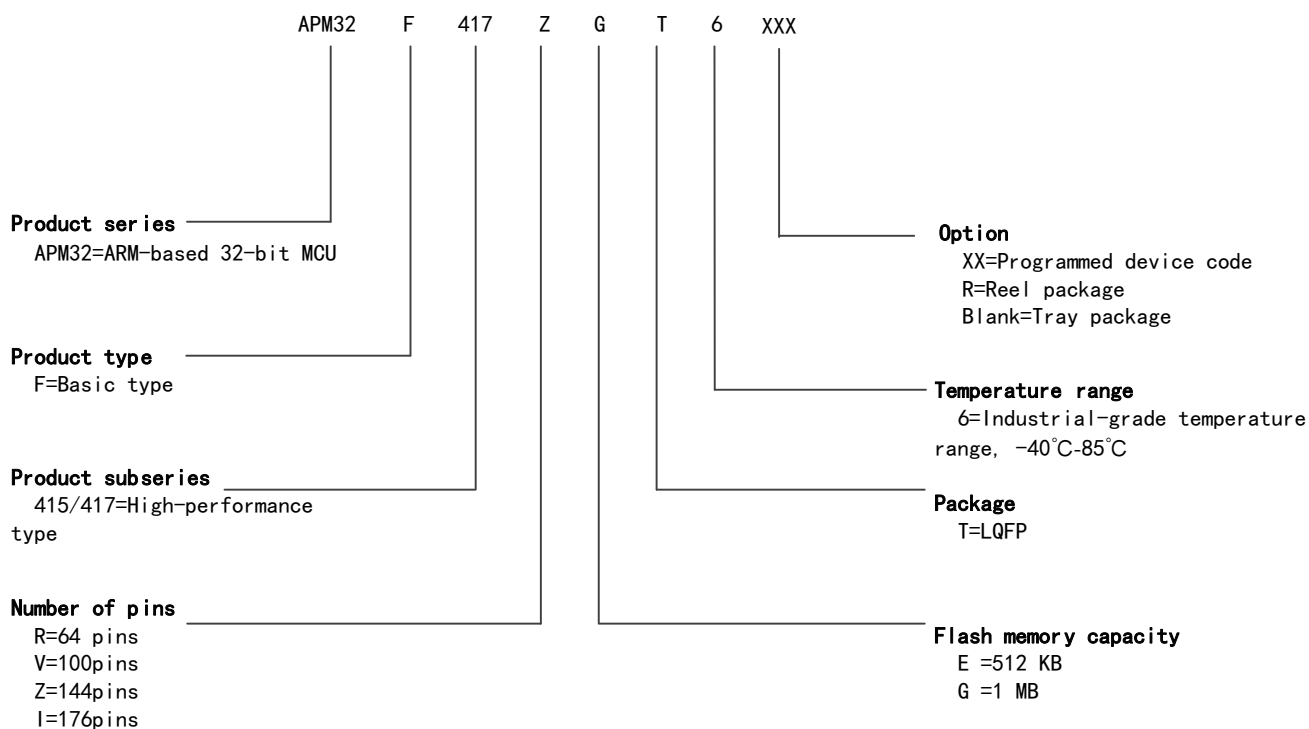 APM32 F 417 Z G T 6 XXX
Product series
APM32=ARM-based 32-bit MCU
Product type
F=Basic type
Product subseries
415/417=High-performance
type
Number of pins
R=64 pins
V=100pins
Z=144pins
I=176pins
Option
XX=Programmed device code
R=Reel package
Blank=Tray package
Temperature range
6=Industrial-grade temperature
range, -40℃-85℃
Package
T=LQFP
Flash memory capacity
E =512 KB
G =1 MB